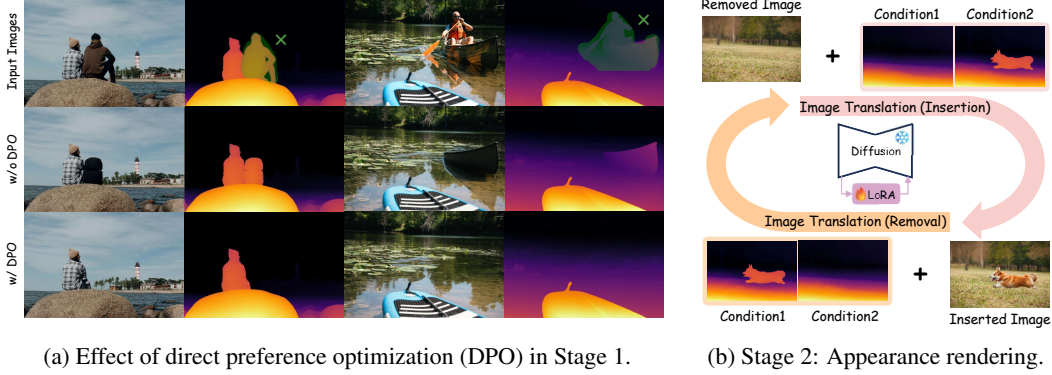 Input Images
w/o DPO
w/ DPO
(a) Effect of direct preference optimization (DPO) in Stage 1.
Removed Image
Condition1 Condition2
Image Translation (Insertion)
Diffusion
LoRA
Image Translation (Removal)
Condition1 Condition2
Inserted Image
(b) Stage 2: Appearance rendering.